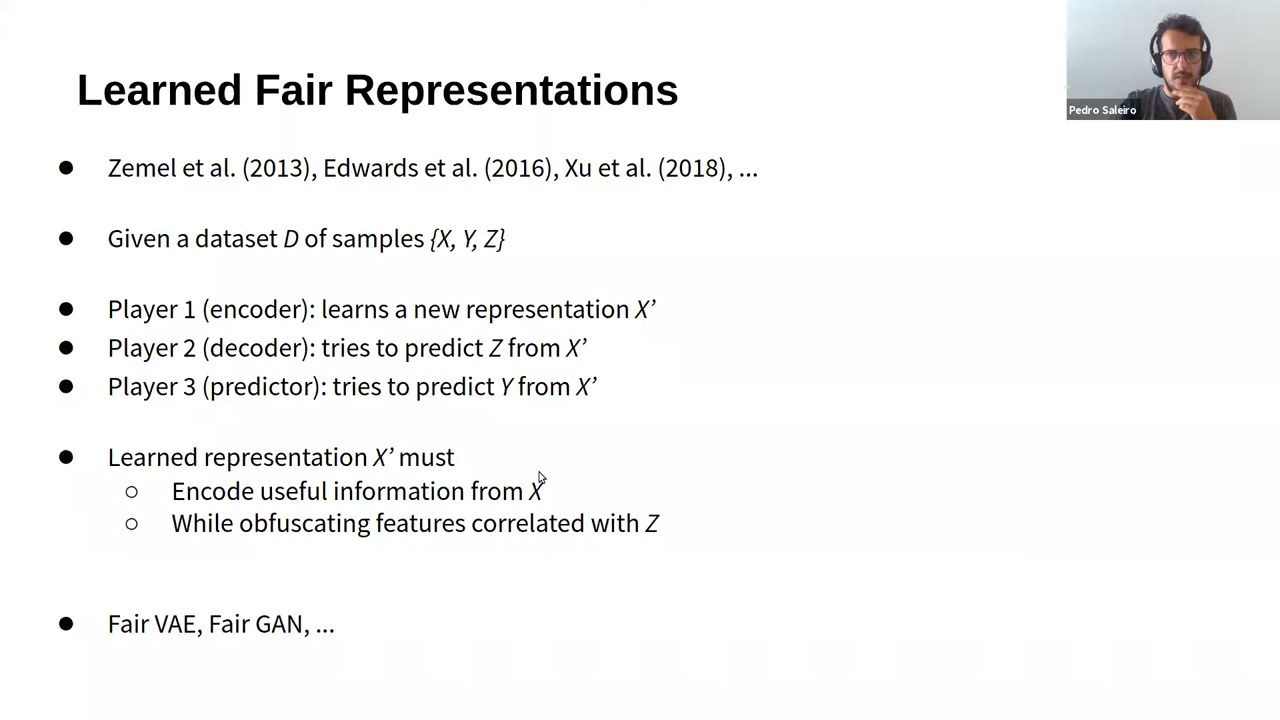 Learned Fair Representations
Pedro Saleiro
● Zemel et al. (2013), Edwards et al. (2016), Xu et al. (2018), ...
● Given a dataset D of samples {X, Y, Z}
● Player 1 (encoder): learns a new representation X’
● Player 2 (decoder): tries to predict Z from X’
● Player 3 (predictor): tries to predict Y from X’
● Learned representation X’ must
○ Encode useful information from X
○ While obfuscating features correlated with Z
● Fair VAE, Fair GAN, ...